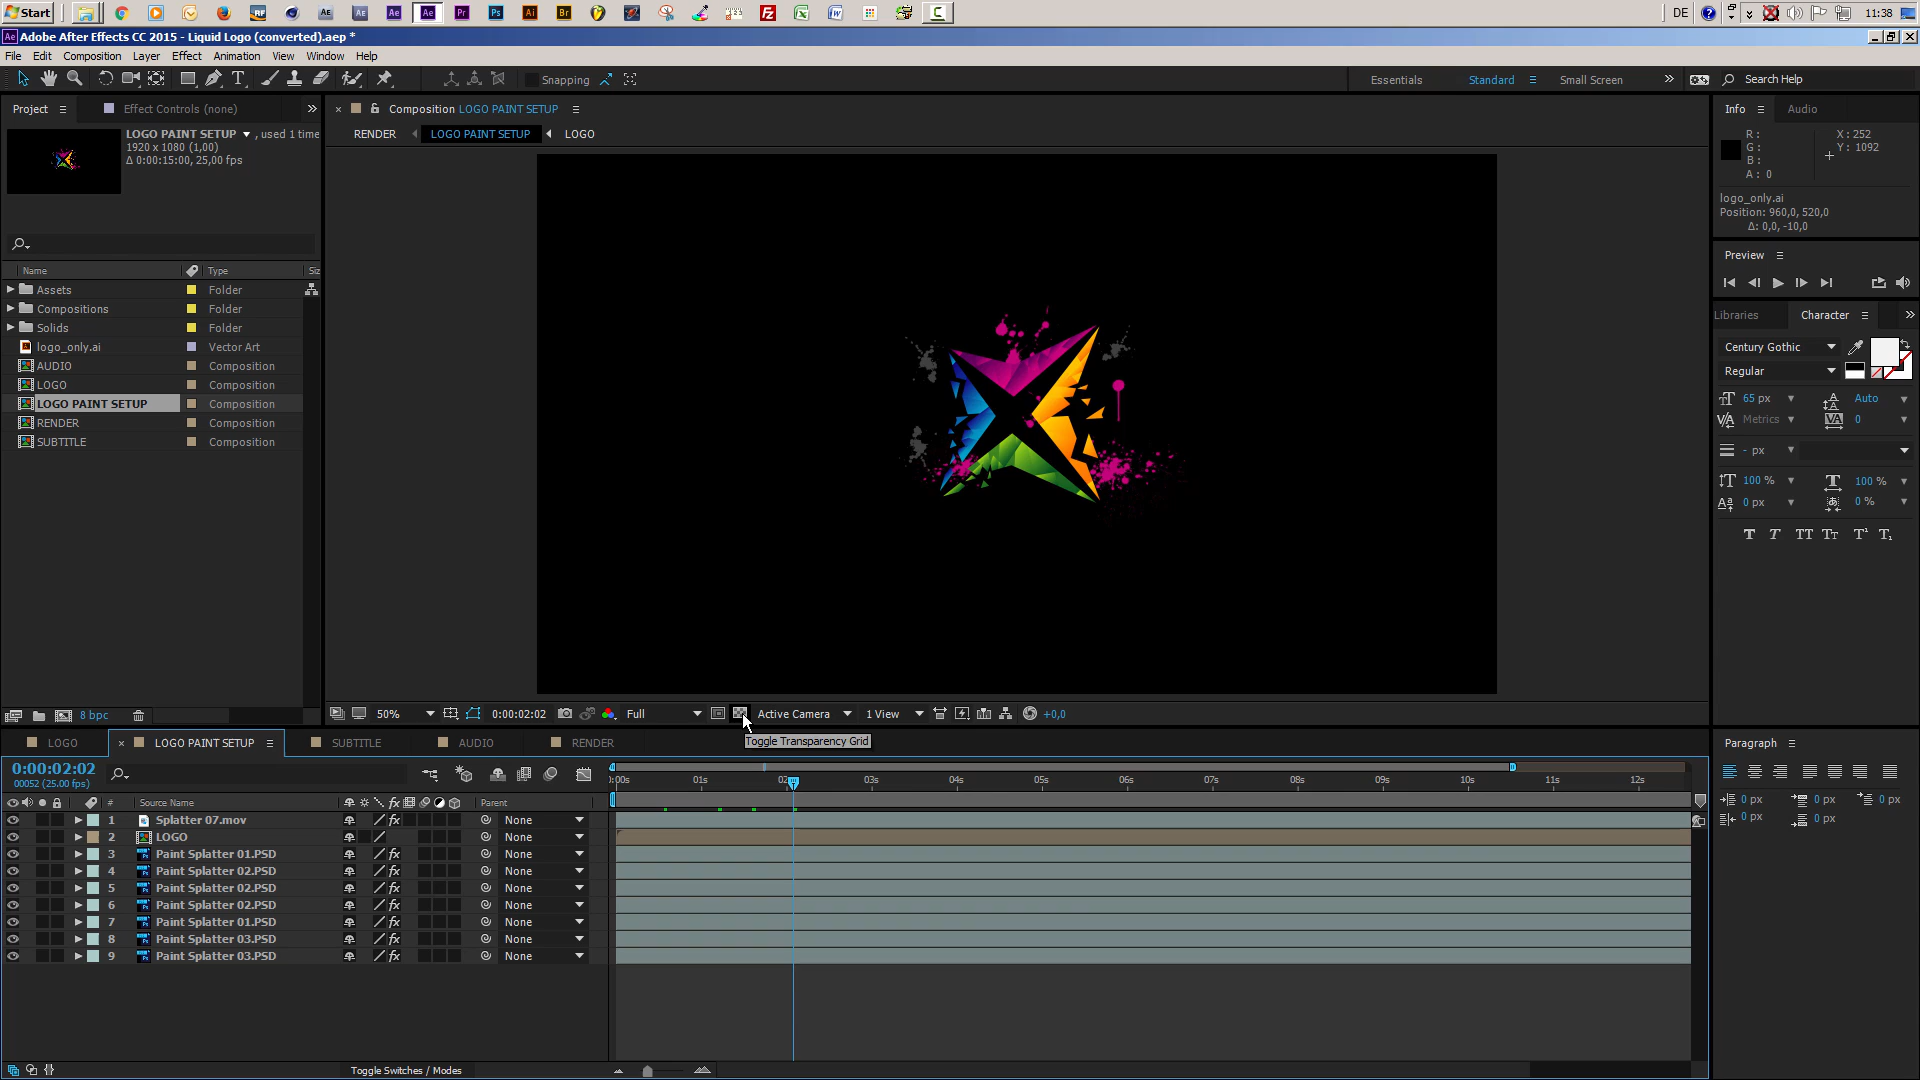 Start
DE
11:38
Adobe After Effects CC 2015 - Liquid Logo (converted).aep *
File Edit Composition Layer Effect Animation View Window Help
Snapping
Essentials Standard Small Screen Search Help
Project Effect Controls (none)
Composition LOGO PAINT SETUP
Info Audio
LOGO PAINT SETUP , used 1 time
1920 x 1080 (1,00)
Δ 0:00:15:00, 25,00 fps
RENDER LOGO PAINT SETUP LOGO
R: X: 252
G: Y: 1092
B:
A: 0
logo_only.ai
Position: 960,0, 520,0
Δ: 0,0, -10,0
Preview
Name Type Siz
Assets Folder
Compositions Folder
Solids Folder
logo_only.ai Vector Art
AUDIO Composition
LOGO Composition
LOGO PAINT SETUP Composition
RENDER Composition
SUBTITLE Composition
Libraries Character
Century Gothic
Regular
65 px Auto
Metrics 0
- px
100 % 100 %
0 px 0 %
8 bpc
50% 0:00:02:02 Full Active Camera 1 View +0,0
Toggle Transparency Grid
LOGO LOGO PAINT SETUP SUBTITLE AUDIO RENDER
Paragraph
0 px 0 px 0 px
0 px 0 px
0:00:02:02
00052 (25.00 fps)
):00s 01s 02 03s 04s 05s 06s 07s 08s 09s 10s 11s 12s
# Source Name Parent
1 Splatter 07.mov None
2 LOGO None
3 Paint Splatter 01.PSD None
4 Paint Splatter 02.PSD None
5 Paint Splatter 02.PSD None
6 Paint Splatter 02.PSD None
7 Paint Splatter 01.PSD None
8 Paint Splatter 03.PSD None
9 Paint Splatter 03.PSD None
Toggle Switches / Modes